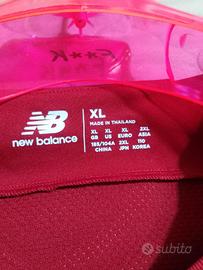 F**K
XL
MADE IN THAILAND
new balance
XL XL XL 2XL
GB US EURO ASIA
185/104A 2XL 110
CHINA JPN KOREA
subito